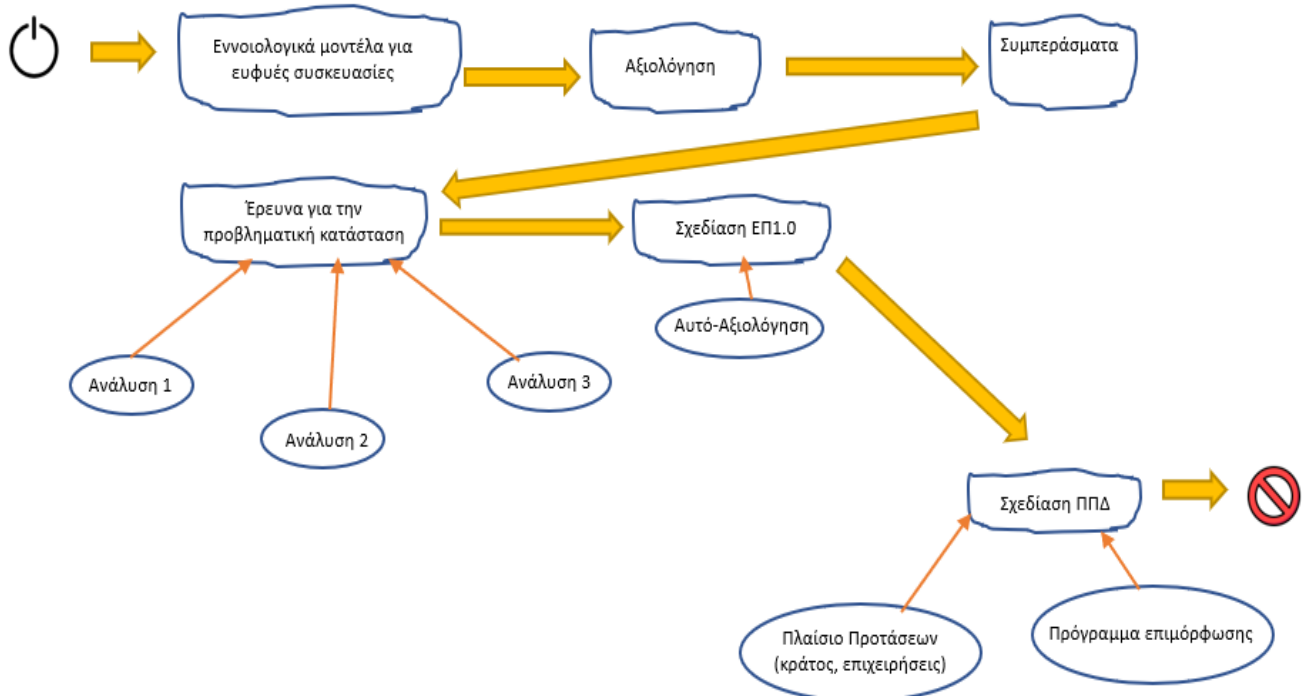 Εννοιολογικά μοντέλα για
ευφυές συσκευασίες
Αξιολόγηση
Συμπεράσματα
Έρευνα για την
προβληματική κατάσταση
Σχεδίαση ΕΠ1.0
Αυτό-Αξιολόγηση
Ανάλυση 1
Ανάλυση 2
Ανάλυση 3
Σχεδίαση ΠΠΔ
Πλαίσιο Προτάσεων
(κράτος, επιχειρήσεις)
Πρόγραμμα επιμόρφωσης